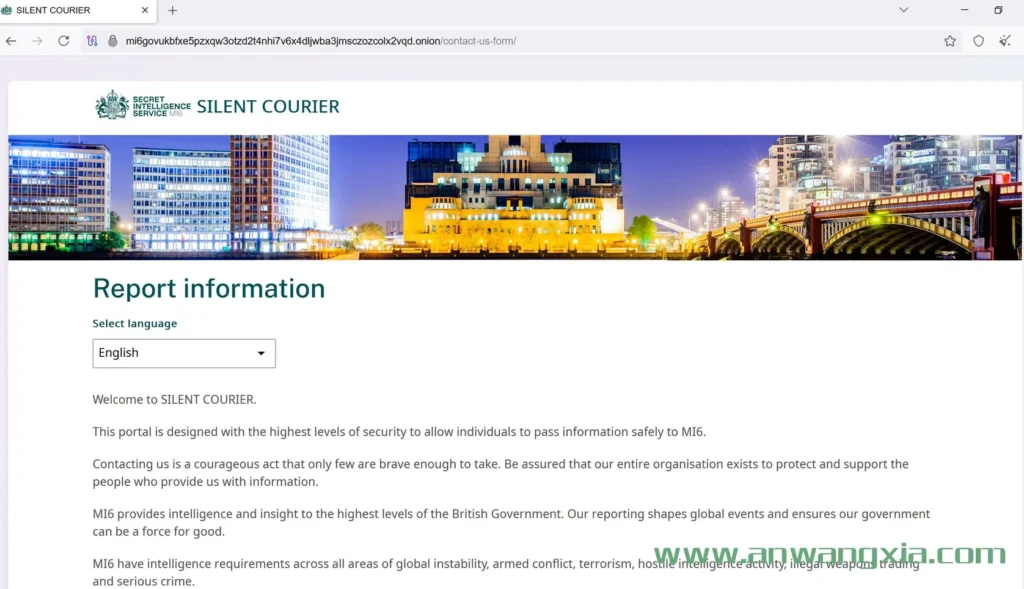 SILENT COURIER
mi6govukbfxe5pzxqw3otzd2t4nhi7v6x4dljwba3jmsczozcolx2vqd.onion/contact-us-form/
SECRET
INTELLIGENCE
SERVICE MI6
SILENT COURIER
Report information
Select language
English
Welcome to SILENT COURIER.
This portal is designed with the highest levels of security to allow individuals to pass information safely to MI6.
Contacting us is a courageous act that only few are brave enough to take. Be assured that our entire organisation exists to protect and support the
people who provide us with information.
MI6 provides intelligence and insight to the highest levels of the British Government. Our reporting shapes global events and ensures our government
can be a force for good.
www.anwangxia.com
MI6 have intelligence requirements across all areas of global instability, armed conflict, terrorism, hostile intelligence activity, illegal weapons trading
and serious crime.